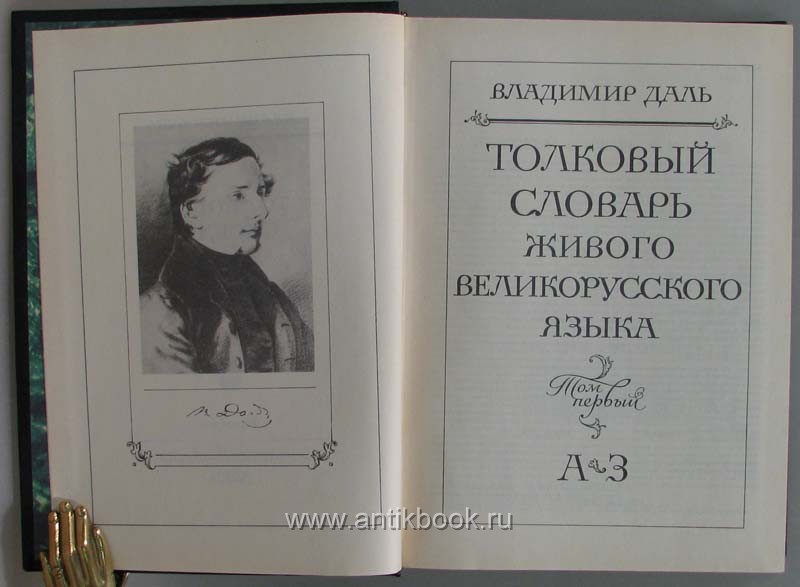 ВЛАДИМИР ДАЛЬ
ТОЛКОВЫЙ
СЛОВАРЬ
ЖИВОГО
ВЕЛИКОРУССКОГО
ЯЗЫКА
Том
первый
А-З
www.antikbook.ru